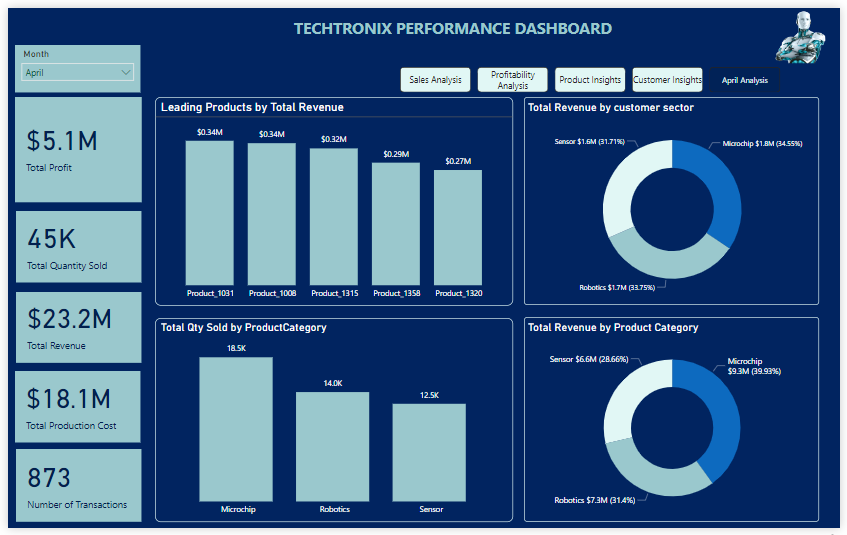 TECHTRONIX PERFORMANCE DASHBOARD
Month
April
Sales Analysis
Profitability
Analysis
Product Insights
Customer Insights
April Analysis
$5.1M
Total Profit
45K
Total Quantity Sold
$23.2M
Total Revenue
$18.1M
Total Production Cost
873
Number of Transactions
Leading Products by Total Revenue
$0.34M
$0.34M
$0.32M
$0.29M
$0.27M
Product_1031
Product_1008
Product_1315
Product_1358
Product_1320
Total Revenue by customer sector
Sensor $1.6M (31.71%)
Microchip $1.8M (34.55%)
Robotics $1.7M (33.75%)
Total Qty Sold by ProductCategory
18.5K
14.0K
12.5K
Microchip
Robotics
Sensor
Total Revenue by Product Category
Sensor $6.6M (28.66%)
Microchip
$9.3M (39.93%)
Robotics $7.3M (31.4%)